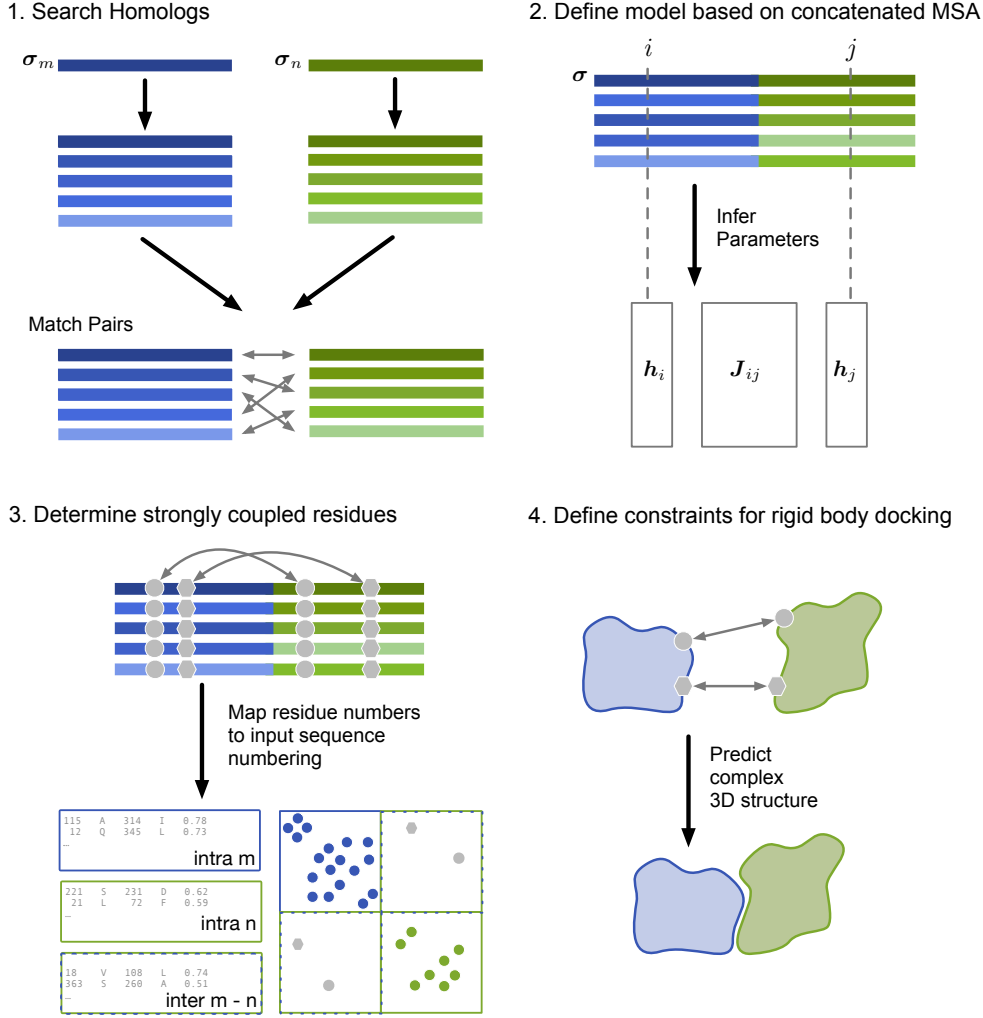 1. Search Homologs
σm
σn
Match Pairs
2. Define model based on concatenated MSA
i
j
σ
Infer
Parameters
hi
Jij
hj
3. Determine strongly coupled residues
Map residue numbers
to input sequence
numbering
115 A 314 I 0.78
12 Q 345 L 0.73
…
intra m
221 S 231 D 0.62
21 L 72 F 0.59
…
intra n
18 V 108 L 0.74
363 S 260 A 0.51
…
inter m - n
4. Define constraints for rigid body docking
Predict
complex
3D structure